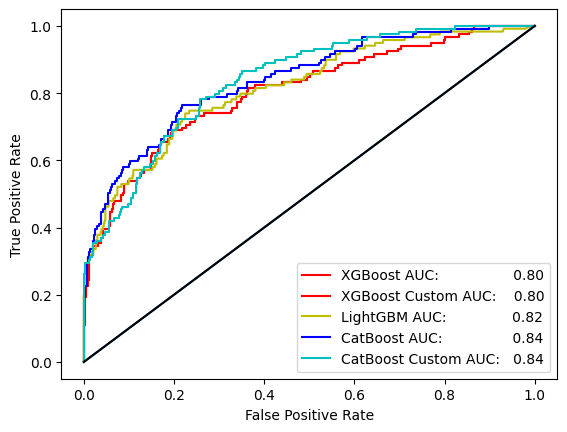 1.0
0.8
0.6
0.4
0.2
0.0
True Positive Rate
XGBoost AUC: 0.80
XGBoost Custom AUC: 0.80
LightGBM AUC: 0.82
CatBoost AUC: 0.84
CatBoost Custom AUC: 0.84
0.0 0.2 0.4 0.6 0.8 1.0
False Positive Rate